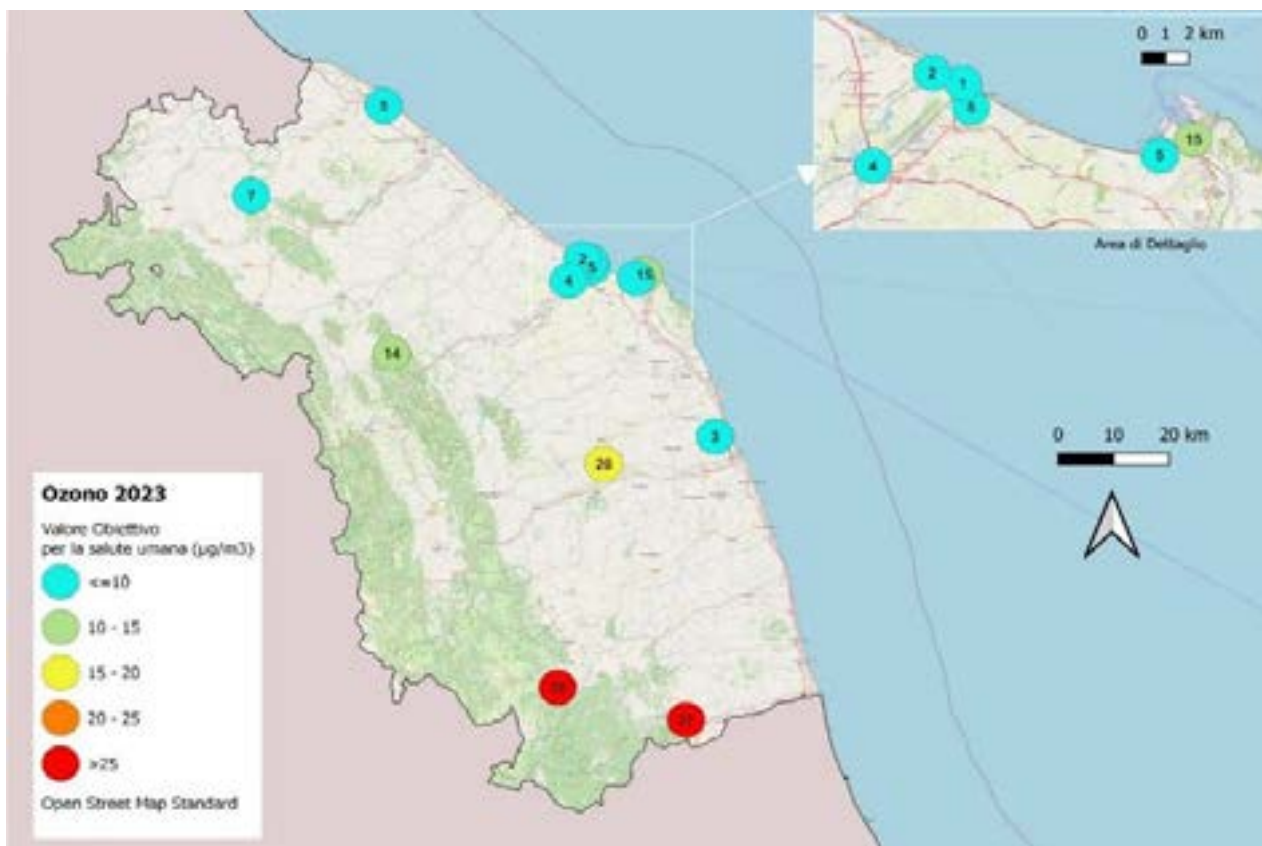 0 1 2 km
2
1
4
5
15
Area di Dettaglio
7
2
5
4
15
14
3
20
0 10 20 km
Ozono 2023
Valore Obiettivo
per la salute umana (µg/m3)
<=10
10 - 15
15 - 20
20 - 25
>25
Open Street Map Standard